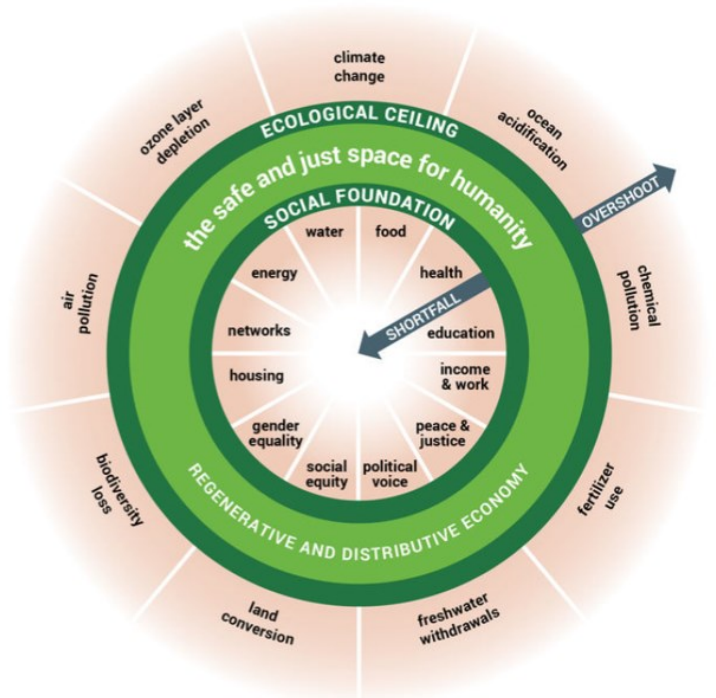 climate
change
ozone layer
depletion
ocean
acidification
ECOLOGICAL CEILING
the safe and just space for humanity
SOCIAL FOUNDATION
OVERSHOOT
water
food
energy
health
air
pollution
chemical
pollution
SHORTFALL
networks
education
housing
income
& work
gender
equality
peace &
justice
social
equity
political
voice
biodiversity
loss
fertilizer
use
REGENERATIVE AND DISTRIBUTIVE ECONOMY
land
conversion
freshwater
withdrawals